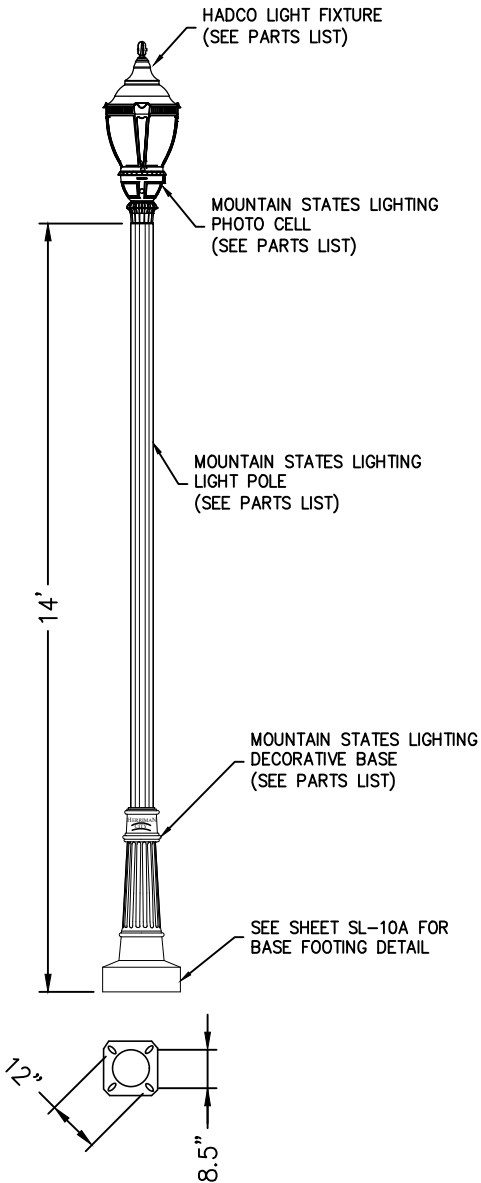 HADCO LIGHT FIXTURE
(SEE PARTS LIST)
MOUNTAIN STATES LIGHTING
PHOTO CELL
(SEE PARTS LIST)
MOUNTAIN STATES LIGHTING
LIGHT POLE
(SEE PARTS LIST)
14'
MOUNTAIN STATES LIGHTING
DECORATIVE BASE
(SEE PARTS LIST)
HERRIMAN
SEE SHEET SL-10A FOR
BASE FOOTING DETAIL
12"
8.5"